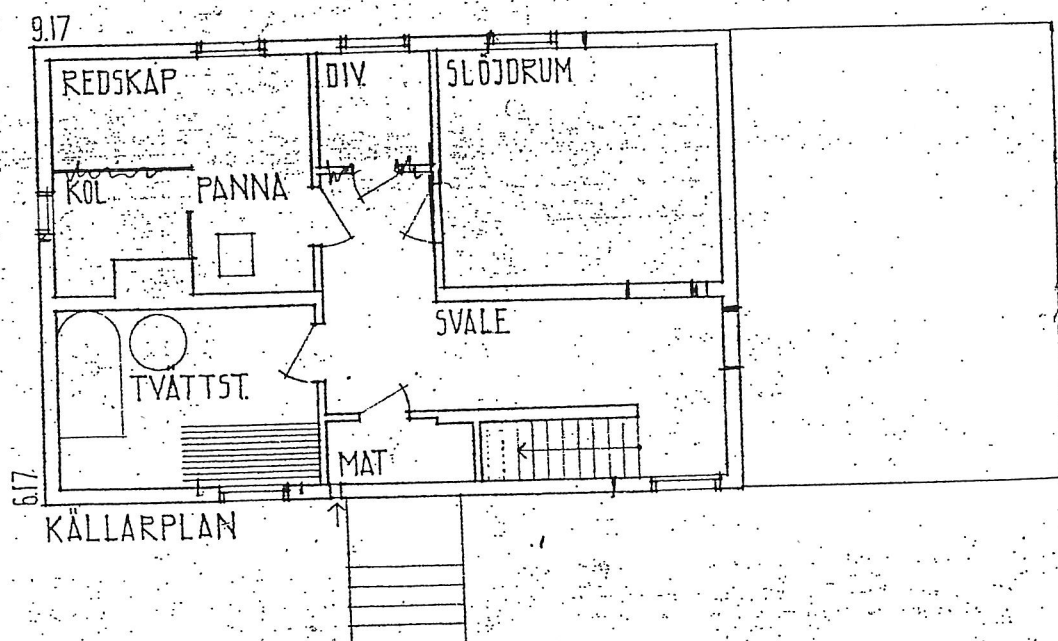 9.17
REDSKAP.
DIV.
SLÖJDRUM
KOL
PANNA
SVALE
TVÄTTST.
MAT
6.17.
KÄLLARPLAN